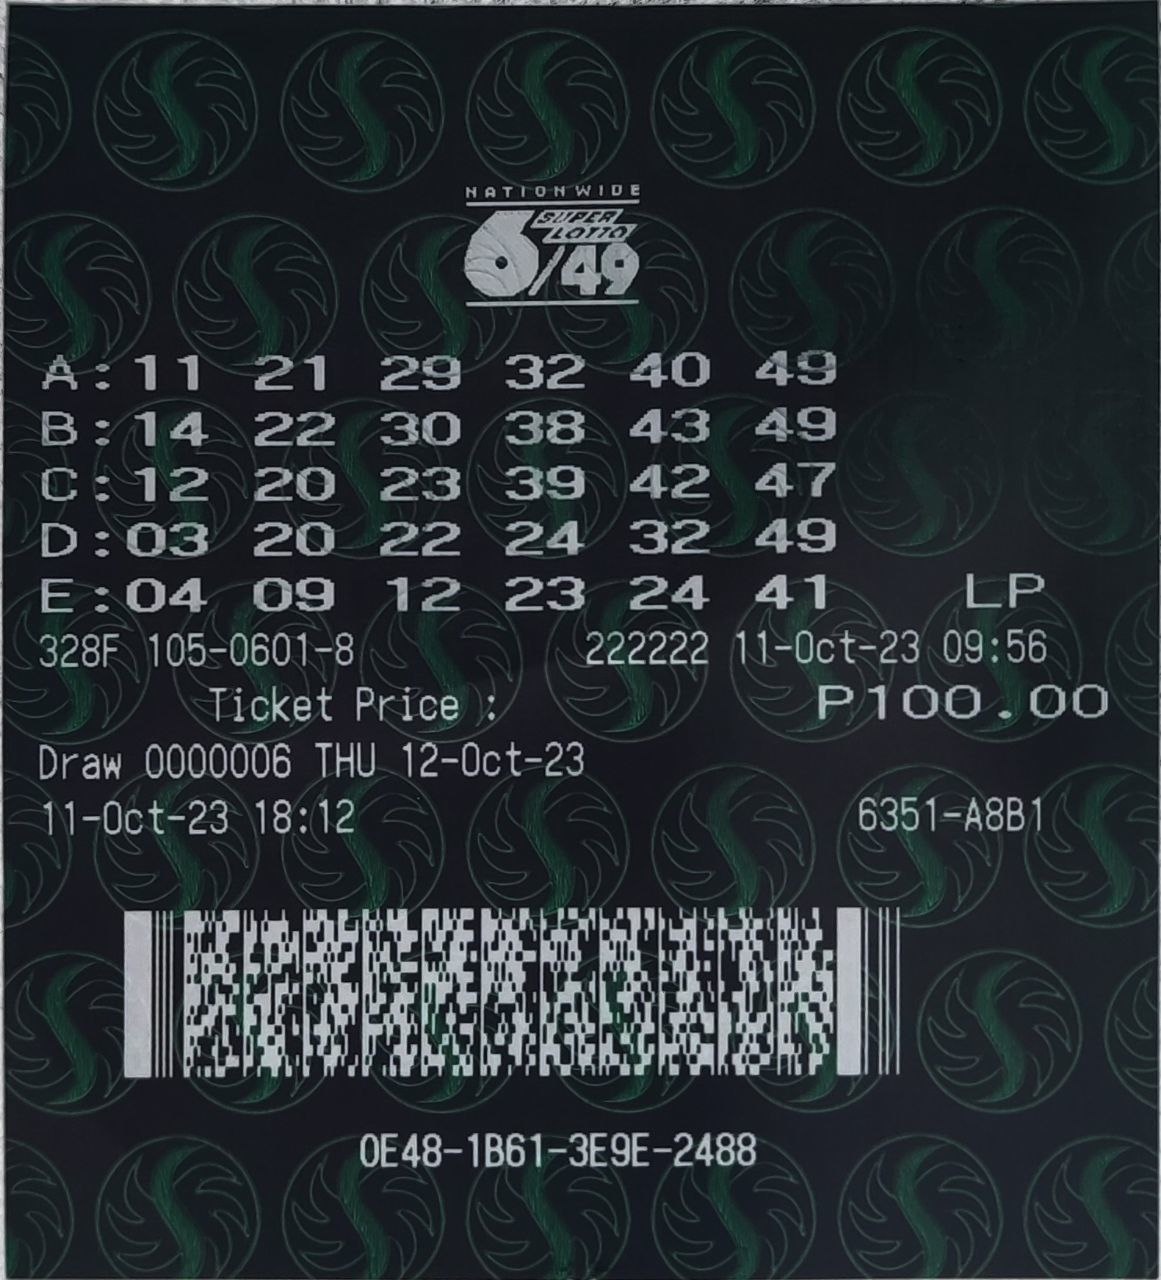 NATIONWIDE
6/49 SUPER LOTTO
A:11 21 29 32 40 49
B:14 22 30 38 43 49
C:12 20 23 39 42 47
D:03 20 22 24 32 49
E:04 09 12 23 24 41 LP
328F 105-0601-8 222222 11-Oct-23 09:56
Ticket Price : P100.00
Draw 0000006 THU 12-Oct-23
11-Oct-23 18:12 6351-A8B1
0E48-1B61-3E9E-2488